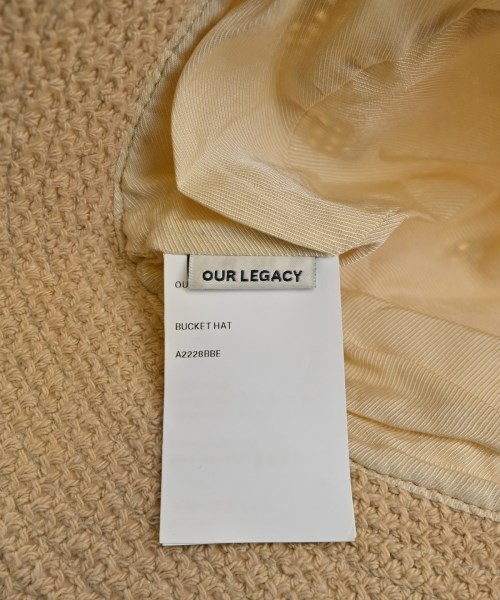 OUR LEGACY
OU
BUCKET HAT
A2228BBE